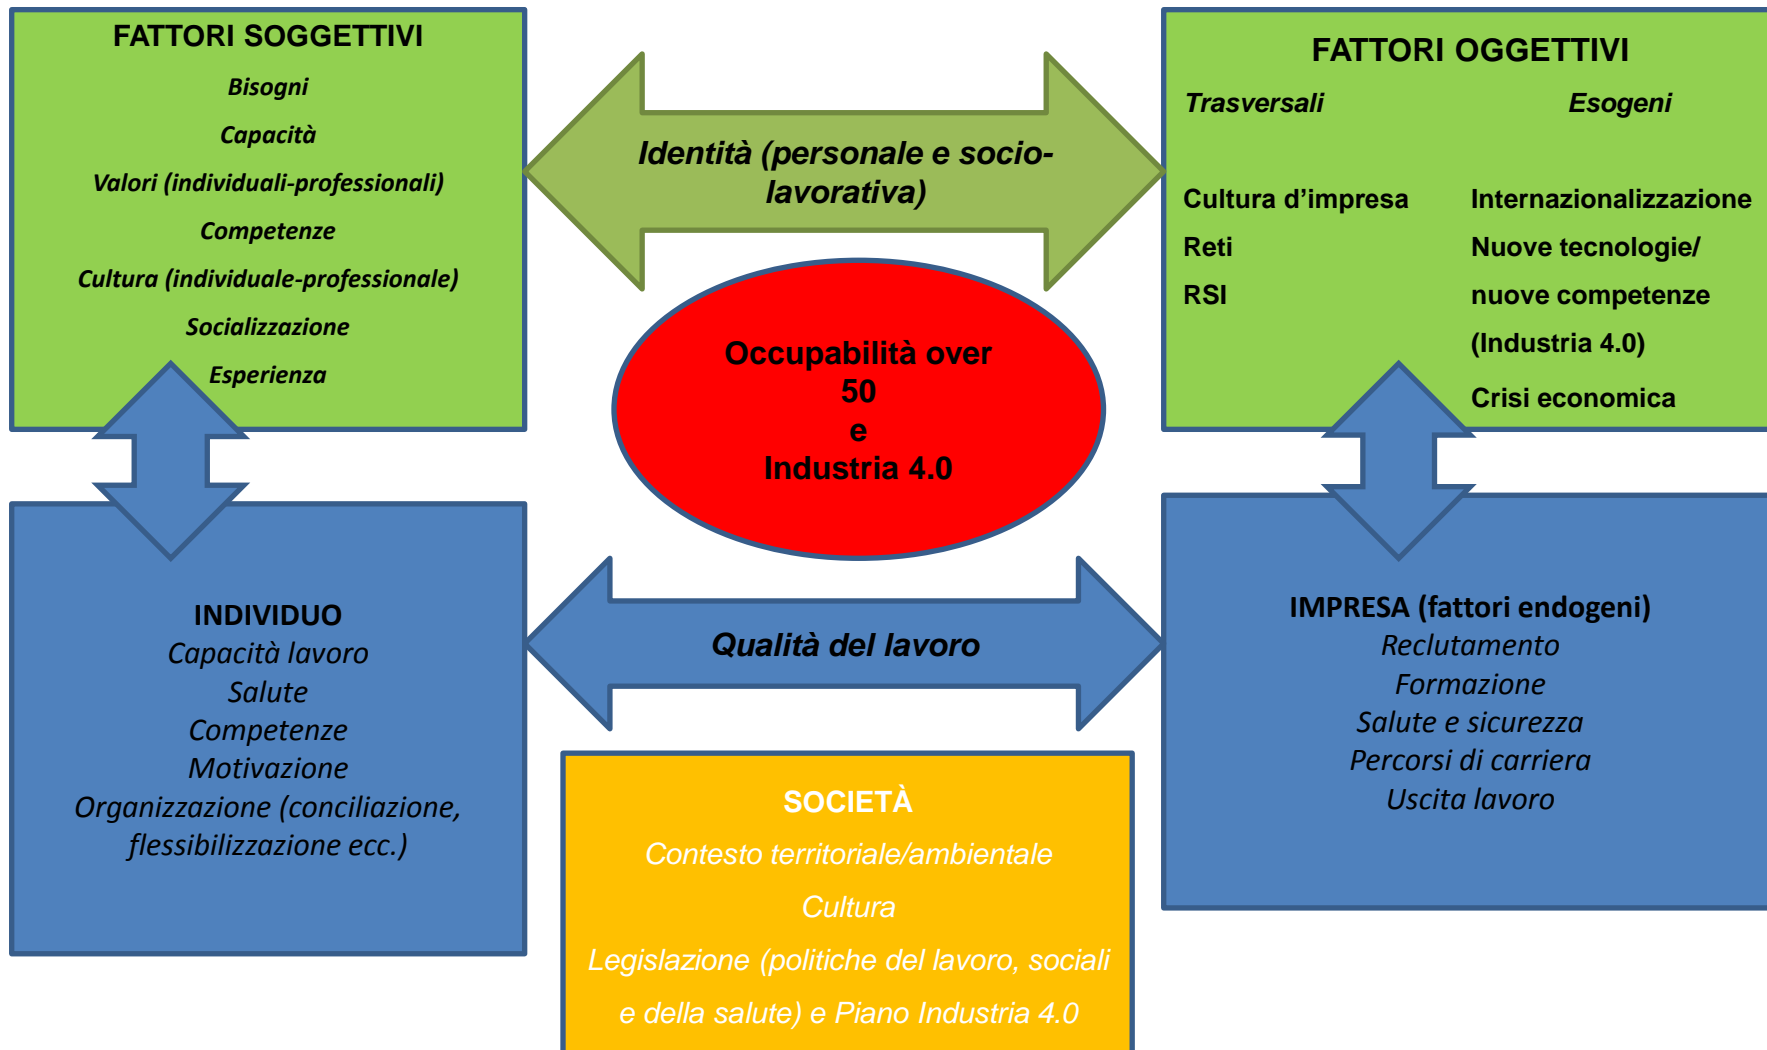 FATTORI SOGGETTIVI
Bisogni
Capacità
Valori (individuali-professionali)
Competenze
Cultura (individuale-professionale)
Socializzazione
Esperienza
Identità (personale e socio-
lavorativa)
FATTORI OGGETTIVI
Trasversali
Esogeni
Cultura d’impresa
Reti
RSI
Internazionalizzazione
Nuove tecnologie/
nuove competenze
(Industria 4.0)
Crisi economica
Occupabilità over
50
e
Industria 4.0
INDIVIDUO
Capacità lavoro
Salute
Competenze
Motivazione
Organizzazione (conciliazione,
flessibilizzazione ecc.)
Qualità del lavoro
IMPRESA (fattori endogeni)
Reclutamento
Formazione
Salute e sicurezza
Percorsi di carriera
Uscita lavoro
SOCIETÀ
Contesto territoriale/ambientale
Cultura
Legislazione (politiche del lavoro, sociali
e della salute) e Piano Industria 4.0